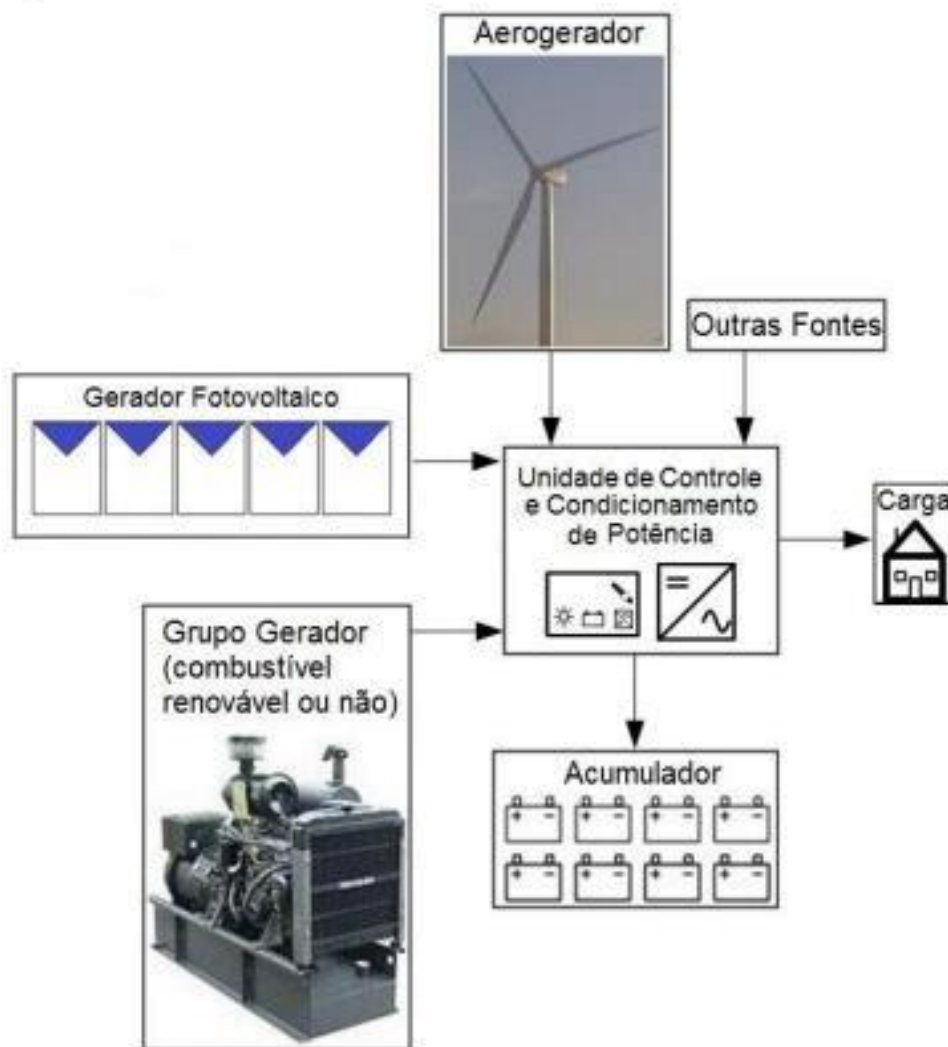 Aerogerador
Outras Fontes
Gerador Fotovoltaico
Unidade de Controle
e Condicionamento
de Potência
Carga
Grupo Gerador
(combustível
renovável ou não)
Acumulador